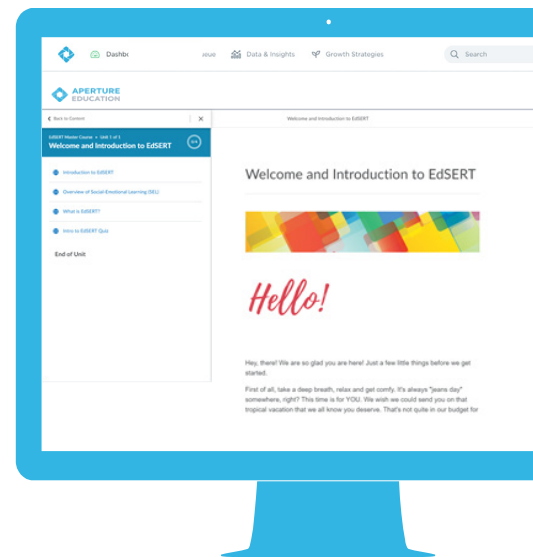 Dashb
Data & Insights
Growth Strategies
Search
APERTURE
EDUCATION
Back to Content
Welcome and Introduction to EdSERT
EdSERT Master Course • Unit 1 of 1
Welcome and Introduction to EdSERT
Introduction to EdSERT
Overview of Social-Emotional Learning (SEL)
What is EdSERT?
Intro to EdSERT Quiz
End of Unit
Welcome and Introduction to EdSERT
Hello!
Hey, there! We are so glad you are here! Just a few little things before we get
started.
First of all, take a deep breath, relax and get comfy. It's always "jeans day"
somewhere, right? This time is for YOU. We wish we could send you on that
tropical vacation that we all know you deserve. That's not quite in our budget for